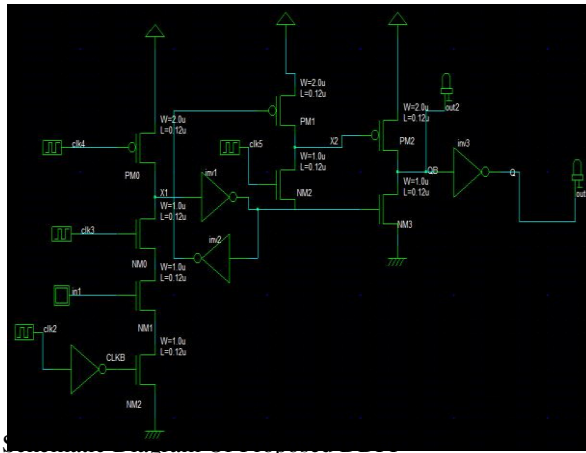 W=2.0u
L=0.12u
PM1
W=2.0u
L=0.12u
clk4
PM0
W=2.0u
L=0.12u
PM2
out2
inv3
clk5
W=1.0u
L=0.12u
X2
NM2
X1
inv1
QB
Q
W=1.0u
L=0.12u
out
clk3
W=1.0u
L=0.12u
NM3
NM0
inv2
W=1.0u
L=0.12u
in1
NM1
clk2
CLKB
W=1.0u
L=0.12u
NM2